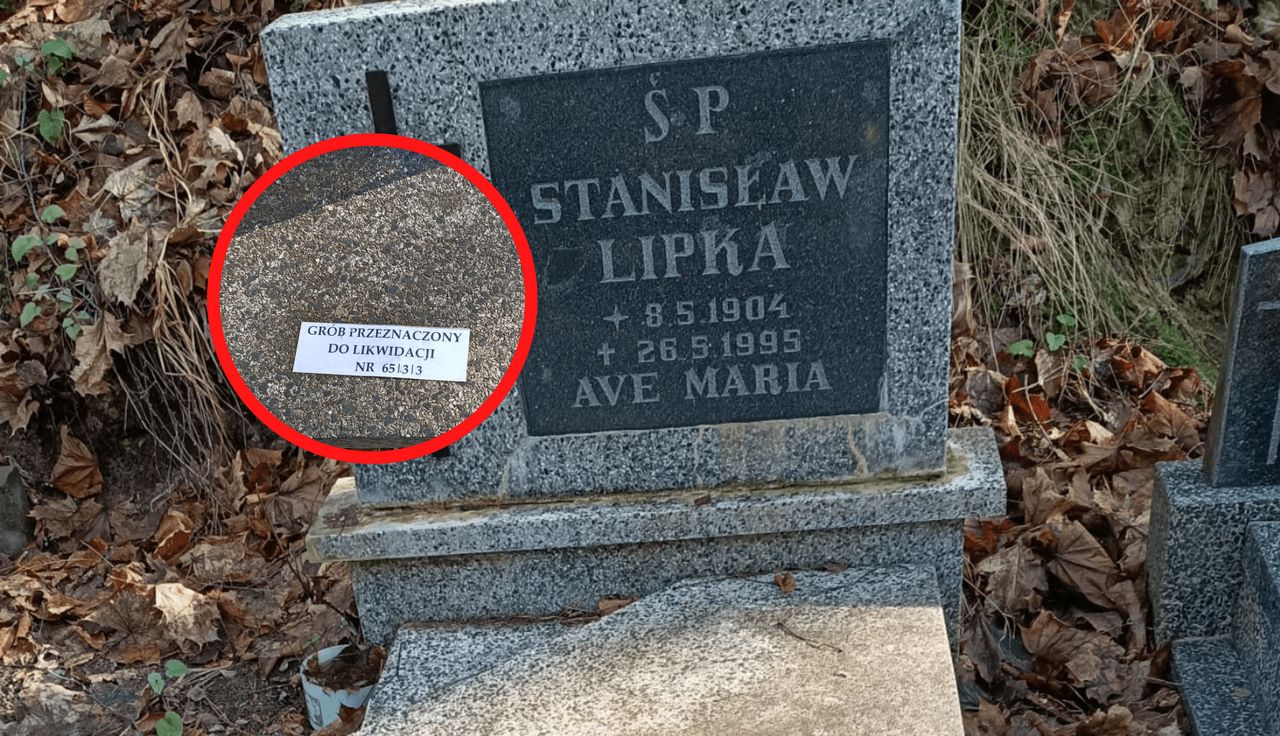 Ś P
STANISŁAW
LIPKA
8.5.1904
26.5.1995
AVE MARIA
GRÓB PRZEZNACZONY
DO LIKWIDACJI
NR 65|3|3